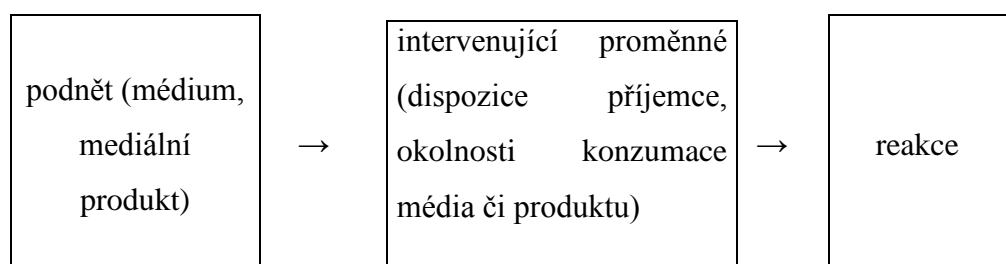 podnět (médium,
mediální
produkt)
→
intervenující proměnné
(dispozice příjemce,
okolnosti konzumace
média či produktu)
→
reakce